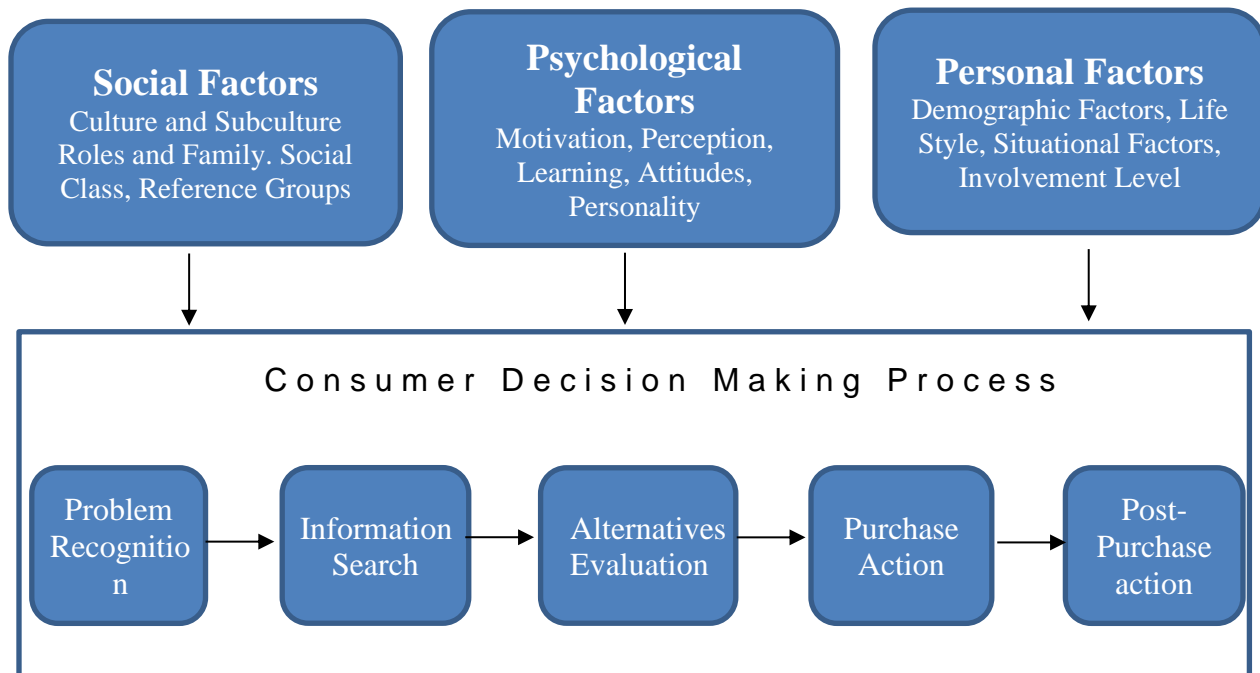 Social Factors
Culture and Subculture
Roles and Family. Social
Class, Reference Groups
Psychological
Factors
Motivation, Perception,
Learning, Attitudes,
Personality
Personal Factors
Demographic Factors, Life
Style, Situational Factors,
Involvement Level
Consumer Decision Making Process
Problem
Recognitio
n
Information
Search
Alternatives
Evaluation
Purchase
Action
Post-
Purchase
action